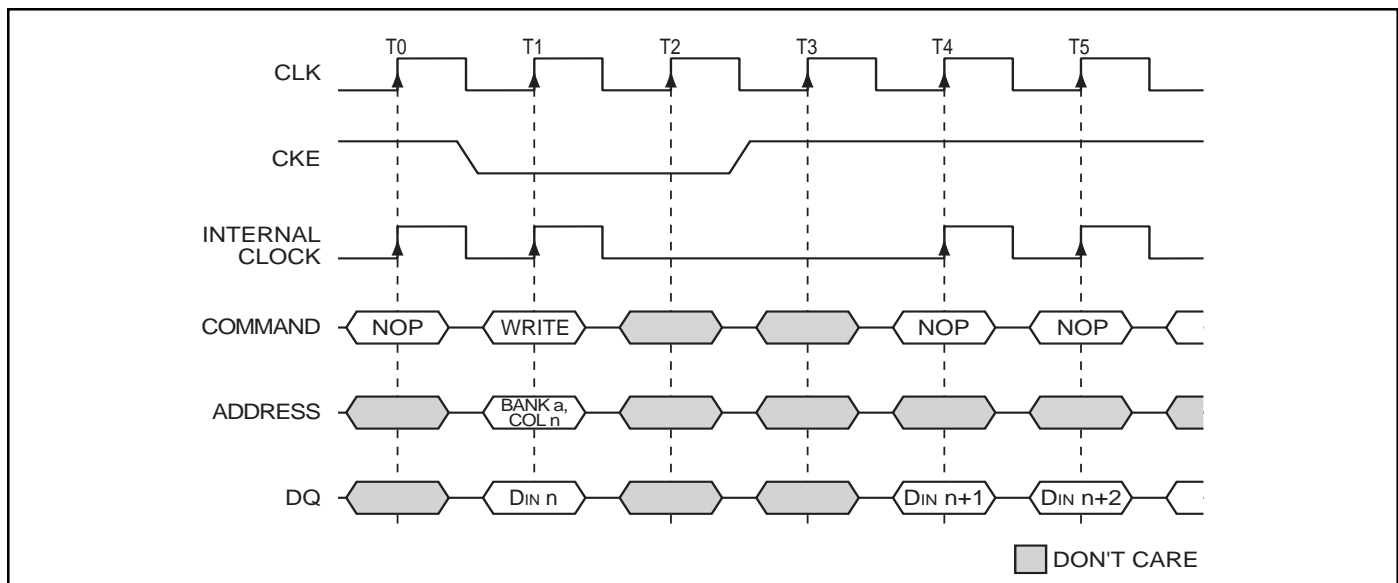 T0 T1 T2 T3 T4 T5
CLK
CKE
INTERNAL
CLOCK
COMMAND NOP WRITE NOP NOP
ADDRESS BANK a,
COL n
DQ DIN n DIN n+1 DIN n+2
DON'T CARE